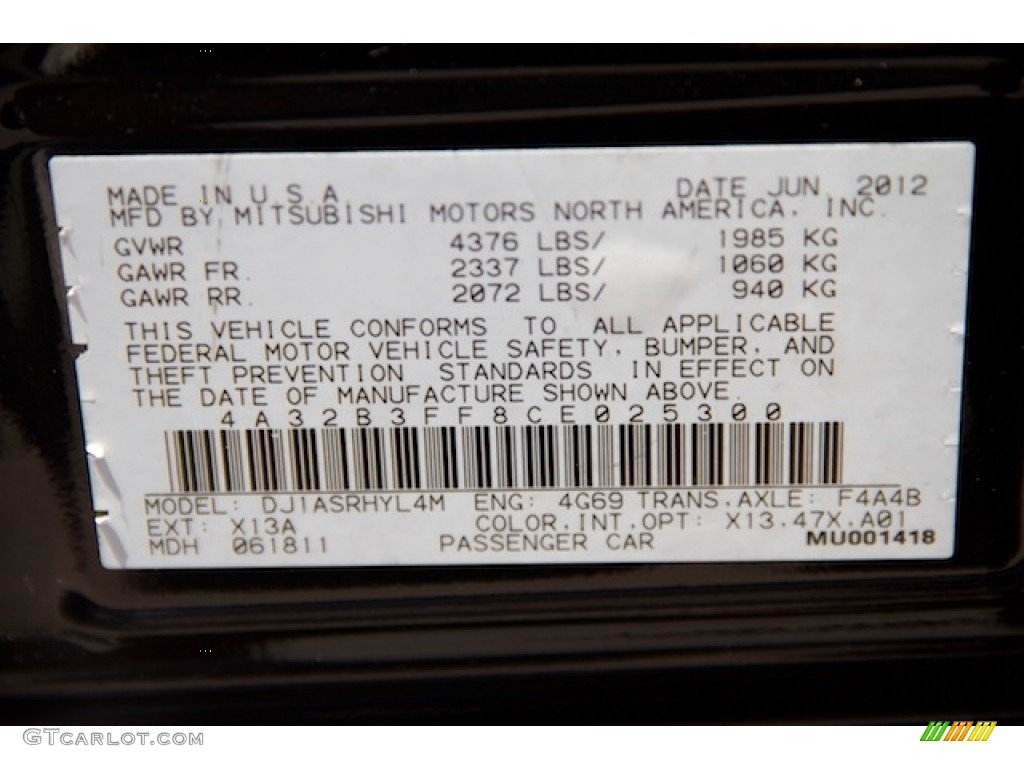 MADE IN U.S.A. DATE JUN. 2012
MFD BY MITSUBISHI MOTORS NORTH AMERICA, INC.
GVWR 4376 LBS/ 1985 KG
GAWR FR. 2337 LBS/ 1060 KG
GAWR RR. 2072 LBS/ 940 KG
THIS VEHICLE CONFORMS TO ALL APPLICABLE
FEDERAL MOTOR VEHICLE SAFETY, BUMPER, AND
THEFT PREVENTION STANDARDS IN EFFECT ON
THE DATE OF MANUFACTURE SHOWN ABOVE.
4A32B3FF8CE025300
MODEL: DJ1ASRHYL4M ENG: 4G69 TRANS.AXLE: F4A4B
EXT: X13A COLOR.INT.OPT: X13.47X.A01
MDH 061811 PASSENGER CAR MU001418
GTCarLot.com